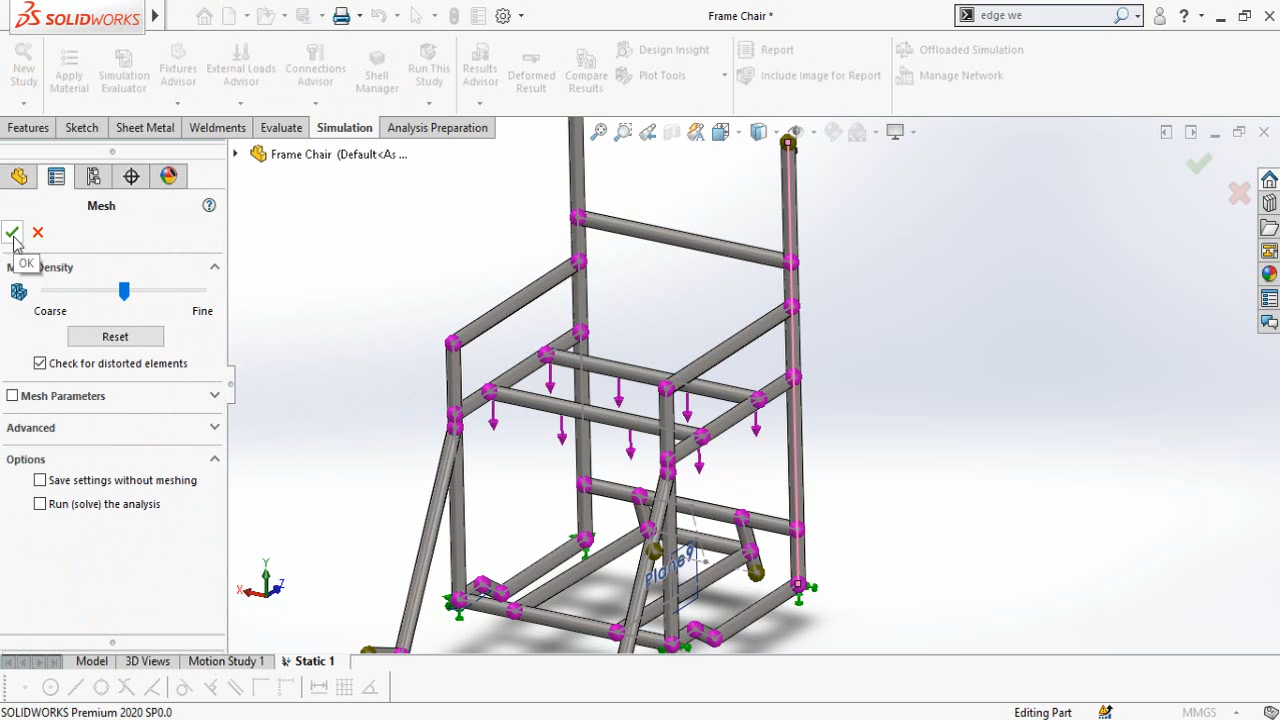 SOLIDWORKS
Frame Chair *
edge we
New Study
Apply Material
Simulation Evaluator
Fixtures Advisor
External Loads Advisor
Connections Advisor
Shell Manager
Run This Study
Results Advisor
Deformed Result
Compare Results
Design Insight
Plot Tools
Report
Include Image for Report
Offloaded Simulation
Manage Network
Features
Sketch
Sheet Metal
Weldments
Evaluate
Simulation
Analysis Preparation
Frame Chair (Default<As ...
Mesh
OK
Density
Coarse
Fine
Reset
Check for distorted elements
Mesh Parameters
Advanced
Options
Save settings without meshing
Run (solve) the analysis
Plane9
Y
X
Z
Model
3D Views
Motion Study 1
Static 1
SOLIDWORKS Premium 2020 SP0.0
Editing Part
MMGS